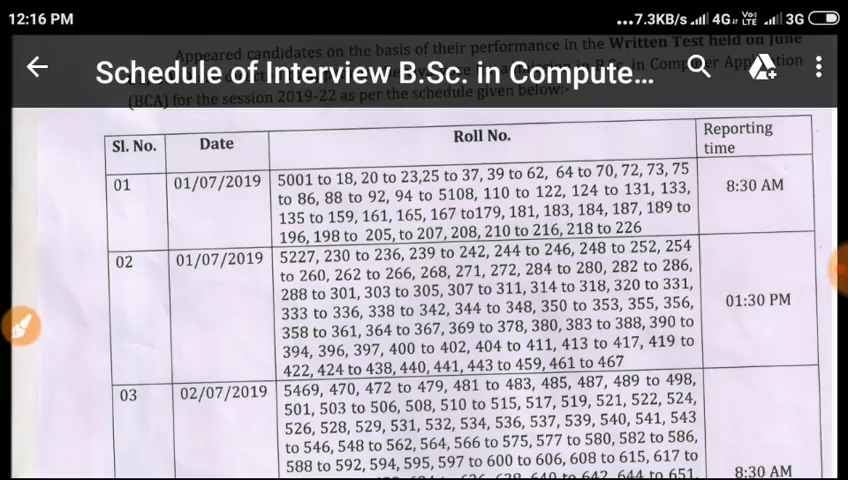 12:16 PM
...7.3KB/s 4G Vo) LTE 3G
Appeared candidates on the basis of their performance in the Written Test held on June
Schedule of Interview B.Sc. in Compute...
(BCA) for the session 2019-22 as per the schedule given below:-
Sl. No. Date Roll No. Reporting time
01 01/07/2019 8:30 AM
5001 to 18, 20 to 23,25 to 37, 39 to 62, 64 to 70, 72, 73, 75
to 86, 88 to 92, 94 to 5108, 110 to 122, 124 to 131, 133,
135 to 159, 161, 165, 167 to179, 181, 183, 184, 187, 189 to
196, 198 to 205, to 207, 208, 210 to 216, 218 to 226
02 01/07/2019 01:30 PM
5227, 230 to 236, 239 to 242, 244 to 246, 248 to 252, 254
to 260, 262 to 266, 268, 271, 272, 284 to 280, 282 to 286,
288 to 301, 303 to 305, 307 to 311, 314 to 318, 320 to 331,
333 to 336, 338 to 342, 344 to 348, 350 to 353, 355, 356,
358 to 361, 364 to 367, 369 to 378, 380, 383 to 388, 390 to
394, 396, 397, 400 to 402, 404 to 411, 413 to 417, 419 to
422, 424 to 438, 440, 441, 443 to 459, 461 to 467
03 02/07/2019 8:30 AM
5469, 470, 472 to 479, 481 to 483, 485, 487, 489 to 498,
501, 503 to 506, 508, 510 to 515, 517, 519, 521, 522, 524,
526, 528, 529, 531, 532, 534, 536, 537, 539, 540, 541, 543
to 546, 548 to 562, 564, 566 to 575, 577 to 580, 582 to 586,
588 to 592, 594, 595, 597 to 600 to 606, 608 to 615, 617 to
640 to 642, 644 to 651,